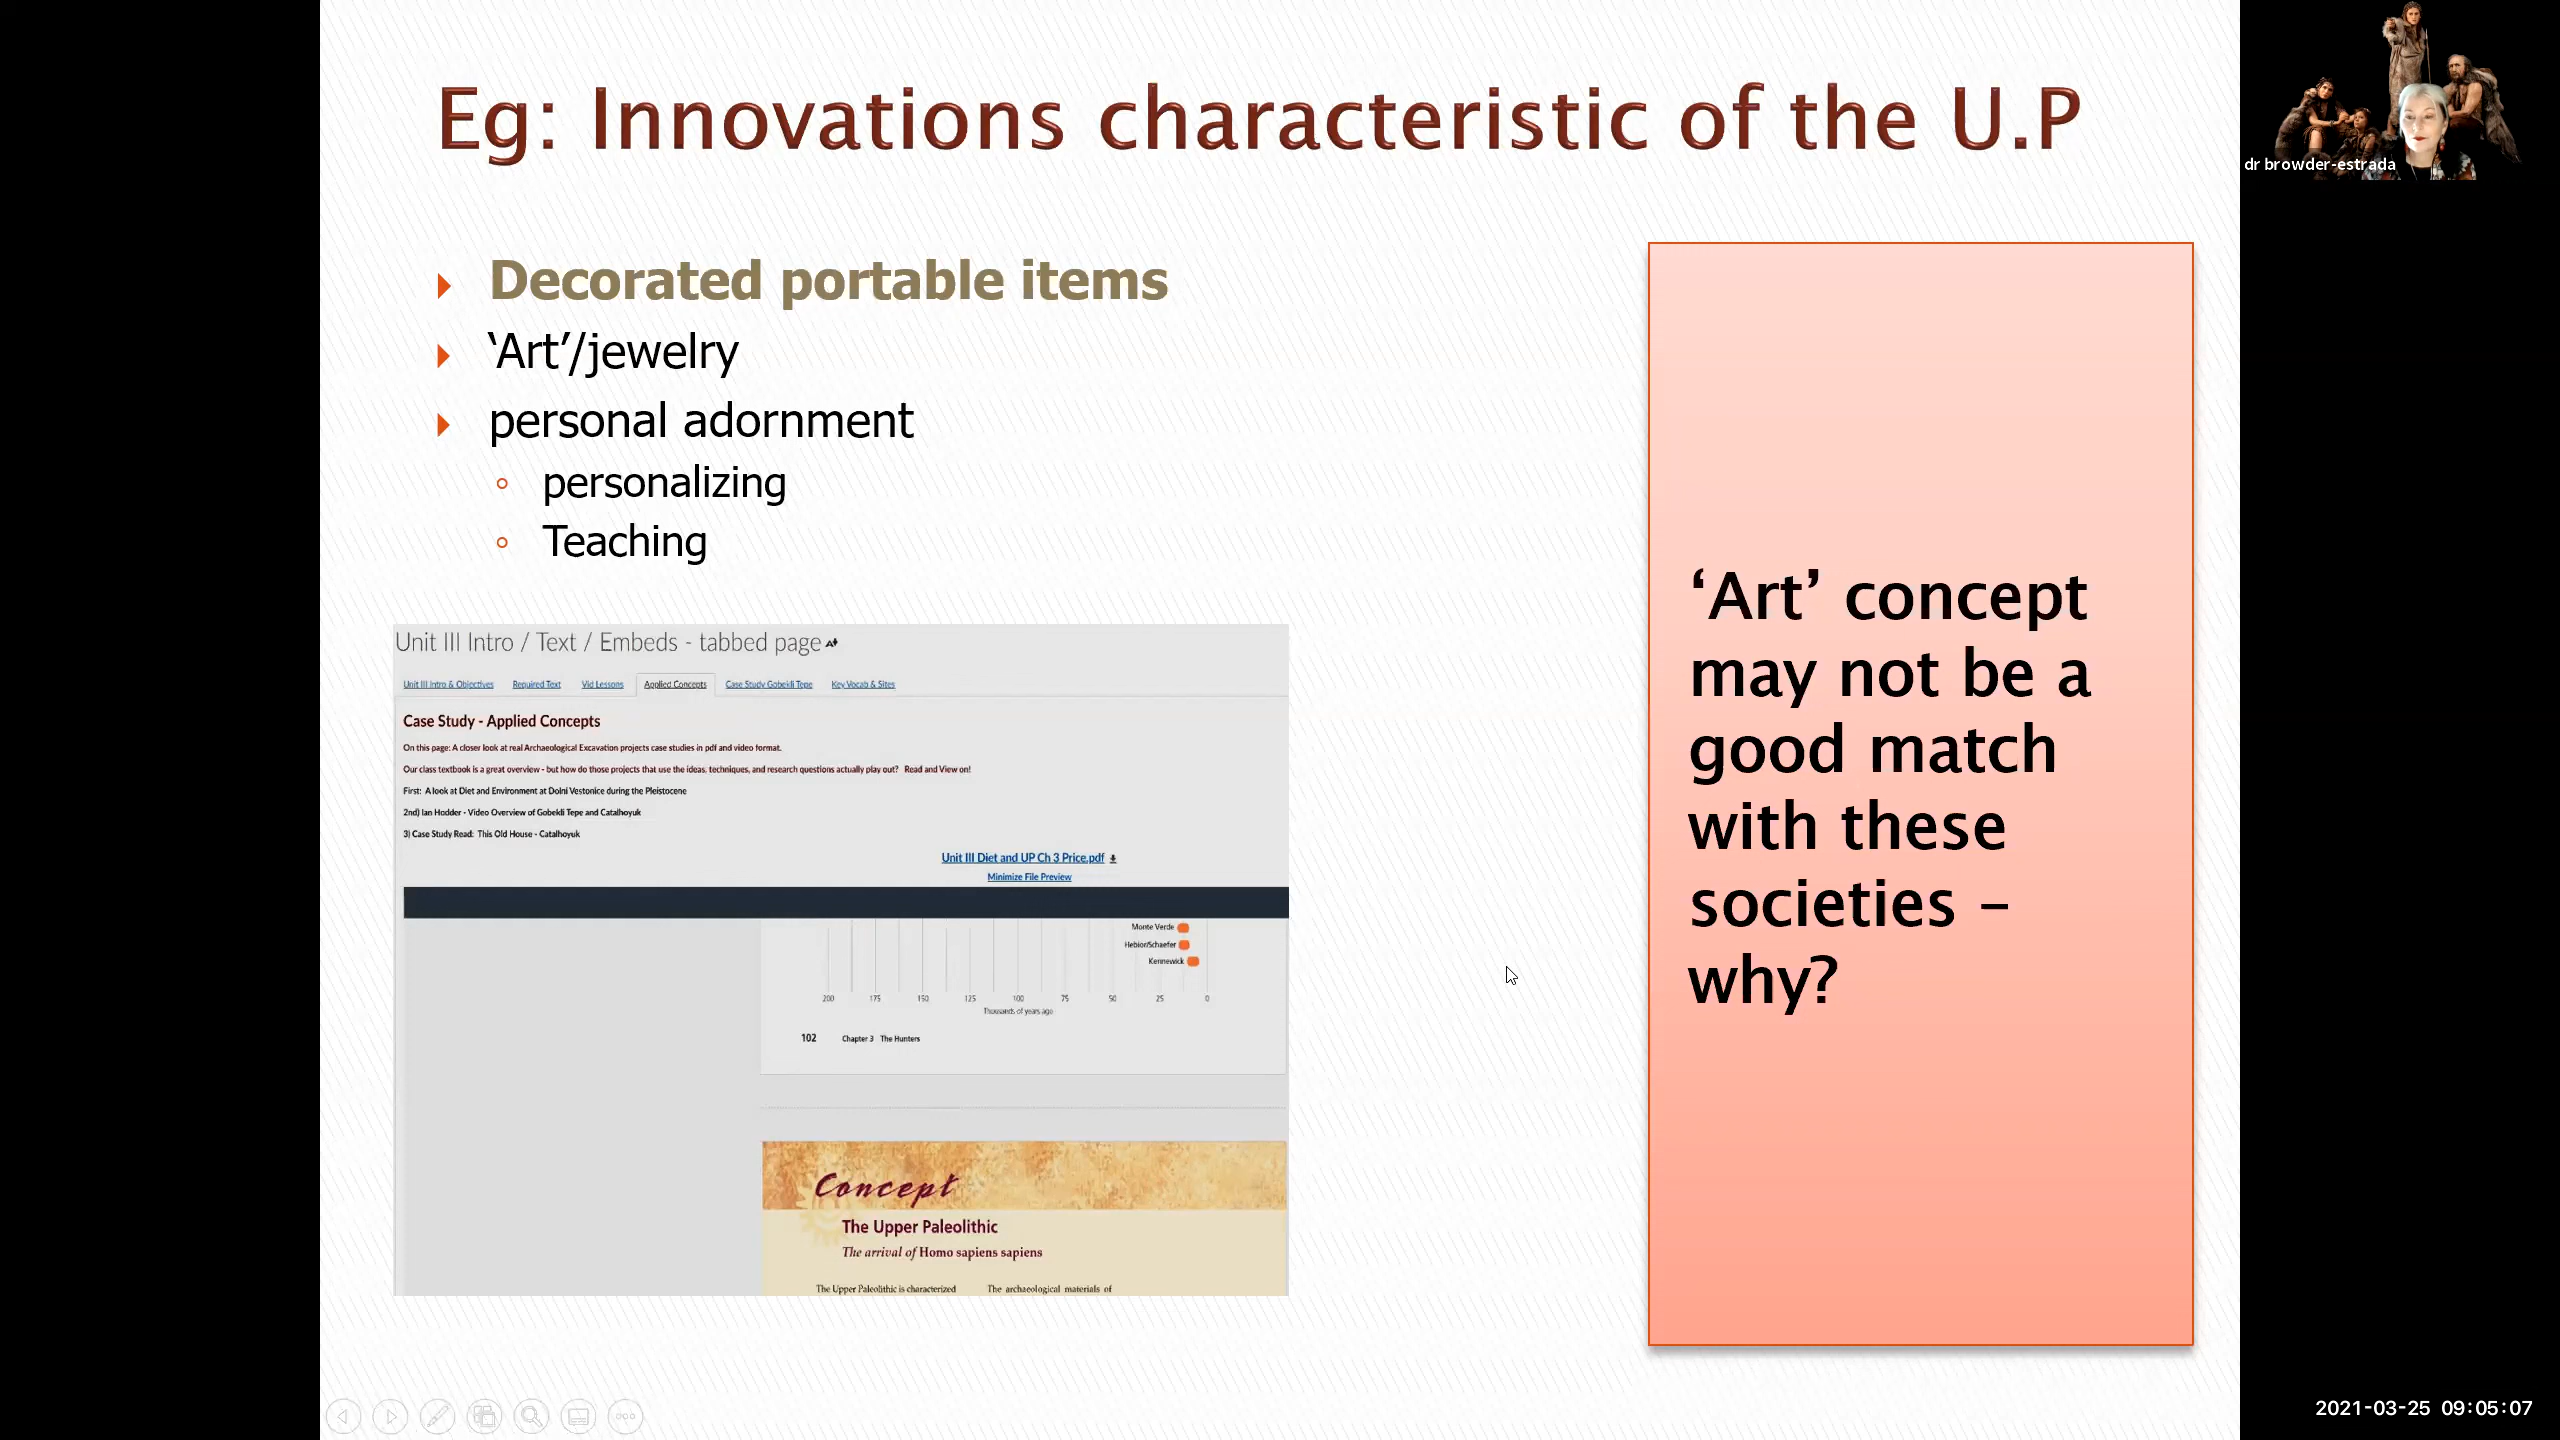 Eg: Innovations characteristic of the U.P
dr browder-estrada
Decorated portable items
‘Art’/jewelry
personal adornment
personalizing
Teaching
Unit III Intro / Text / Embeds - tabbed page
Unit III Intro & Objectives Required Text Vid Lessons Applied Concepts Case Study Gobekli Tepe Key Vocab & Sites
Case Study - Applied Concepts
On this page: A closer look at real Archaeological Excavation projects case studies in pdf and video format.
Our class textbook is a great overview - but how do those projects that use the ideas, techniques, and research questions actually play out? Read and View on!
First: A look at Diet and Environment at Dolni Vestonice during the Pleistocene
2nd) Ian Hodder - Video Overview of Gobekli Tepe and Catalhoyuk
3) Case Study Read: This Old House - Catalhoyuk
Unit III Diet and UP Ch 3 Price.pdf
Minimize File Preview
Monte Verde
Hebior/Schaefer
Kennewick
200 175 150 125 100 75 50 25 0
Thousands of years ago
102 Chapter 3 The Hunters
Concept
The Upper Paleolithic
The arrival of Homo sapiens sapiens
The Upper Paleolithic is characterized The archaeological materials of
‘Art’ concept
may not be a
good match
with these
societies –
why?
2021-03-25 09:05:07